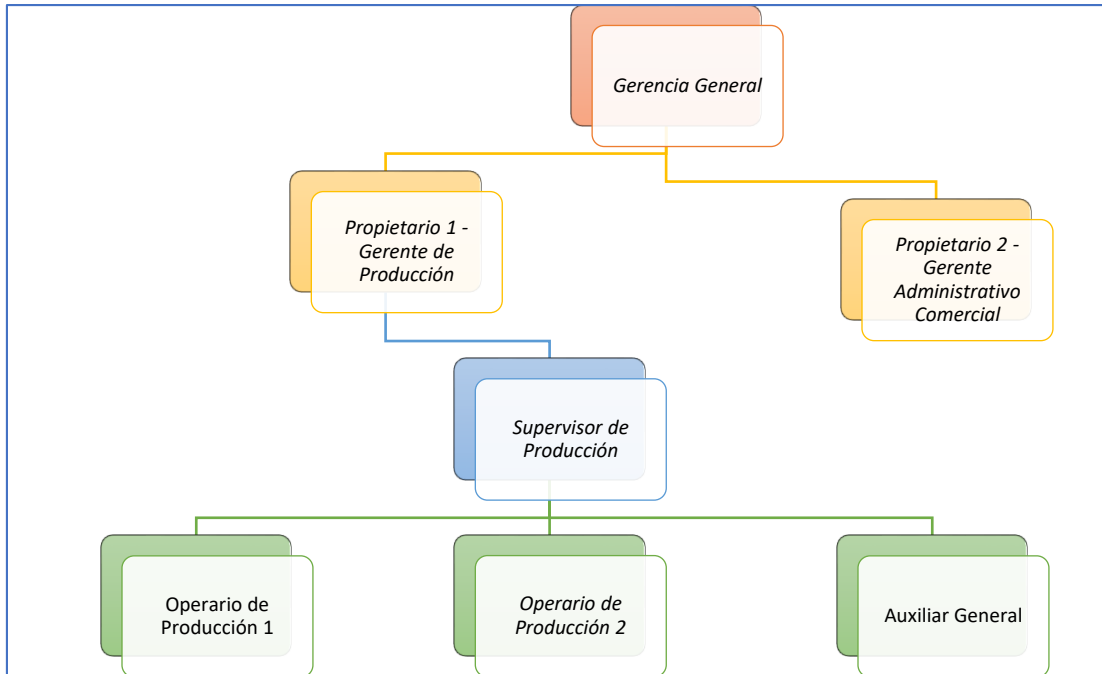 Gerencia General
Propietario 1 -
Gerente de
Producción
Propietario 2 -
Gerente
Administrativo
Comercial
Supervisor de
Producción
Operario de
Producción 1
Operario de
Producción 2
Auxiliar General